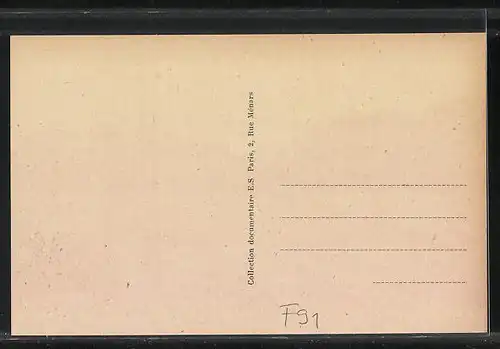 Collection documentaire E.S Paris, 2, Rue Ménars
F91